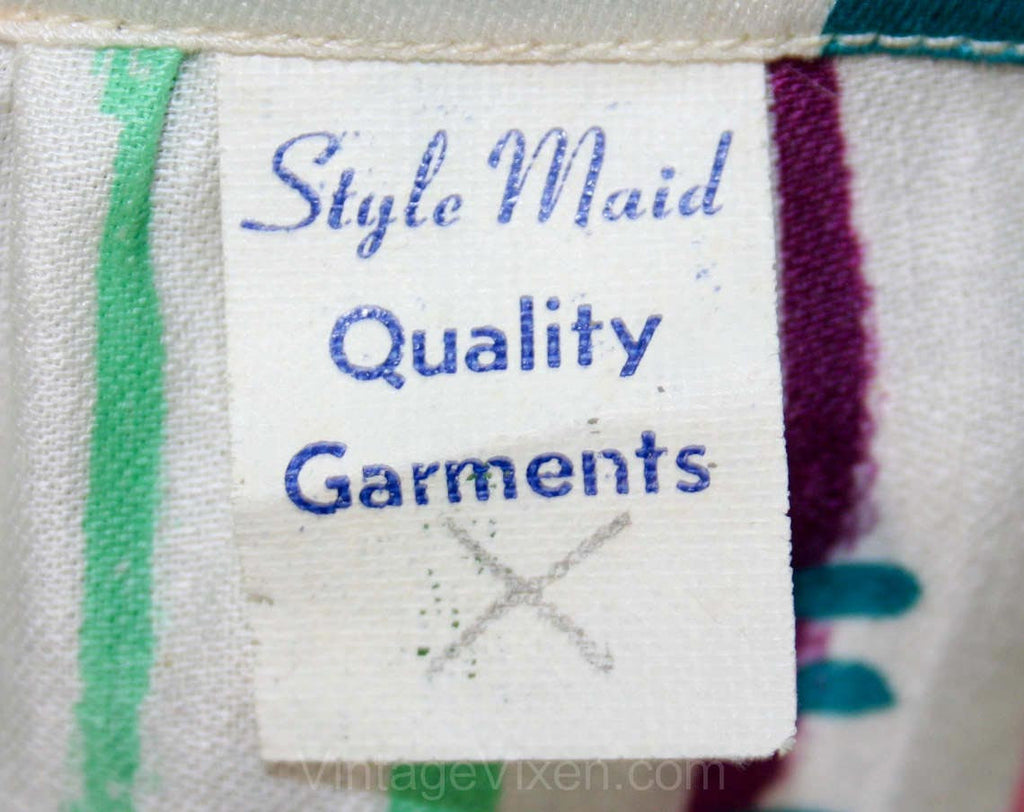 Style Maid
Quality
Garments
VintageVixen.com